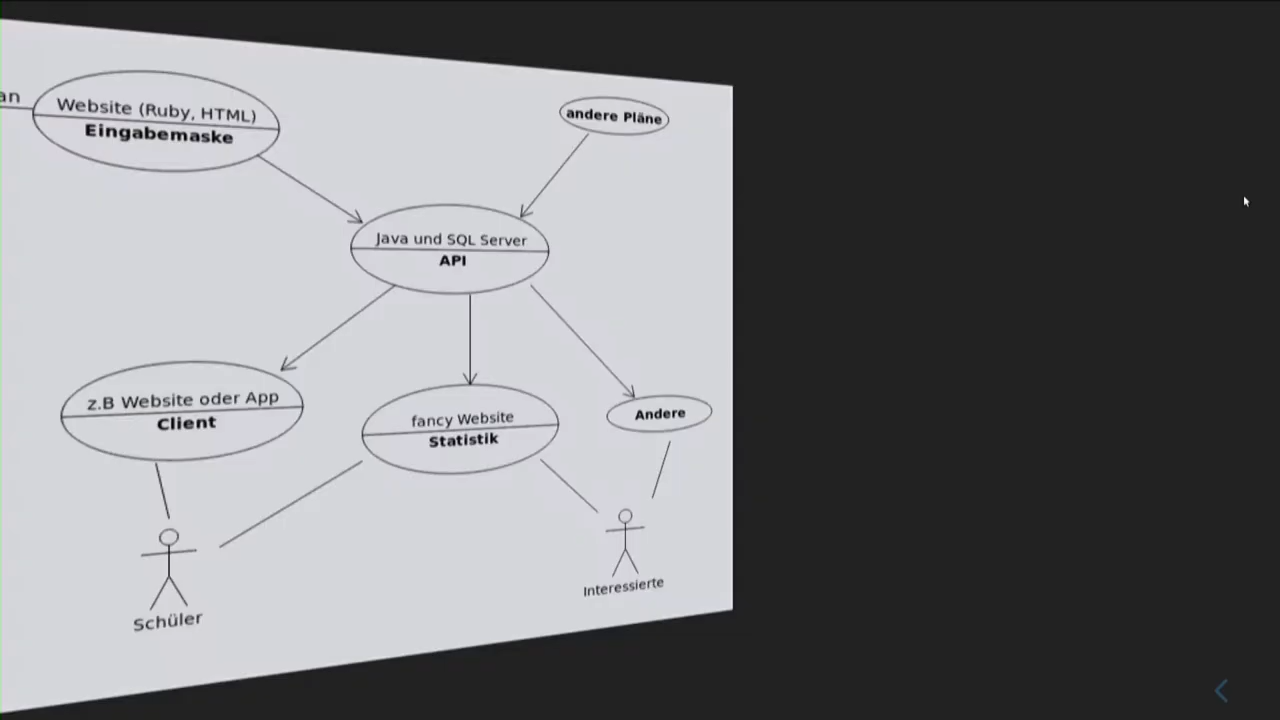 Website (Ruby, HTML)
Eingabemaske
andere Pläne
Java und SQL Server
API
z.B Website oder App
Client
fancy Website
Statistik
Andere
Schüler
Interessierte